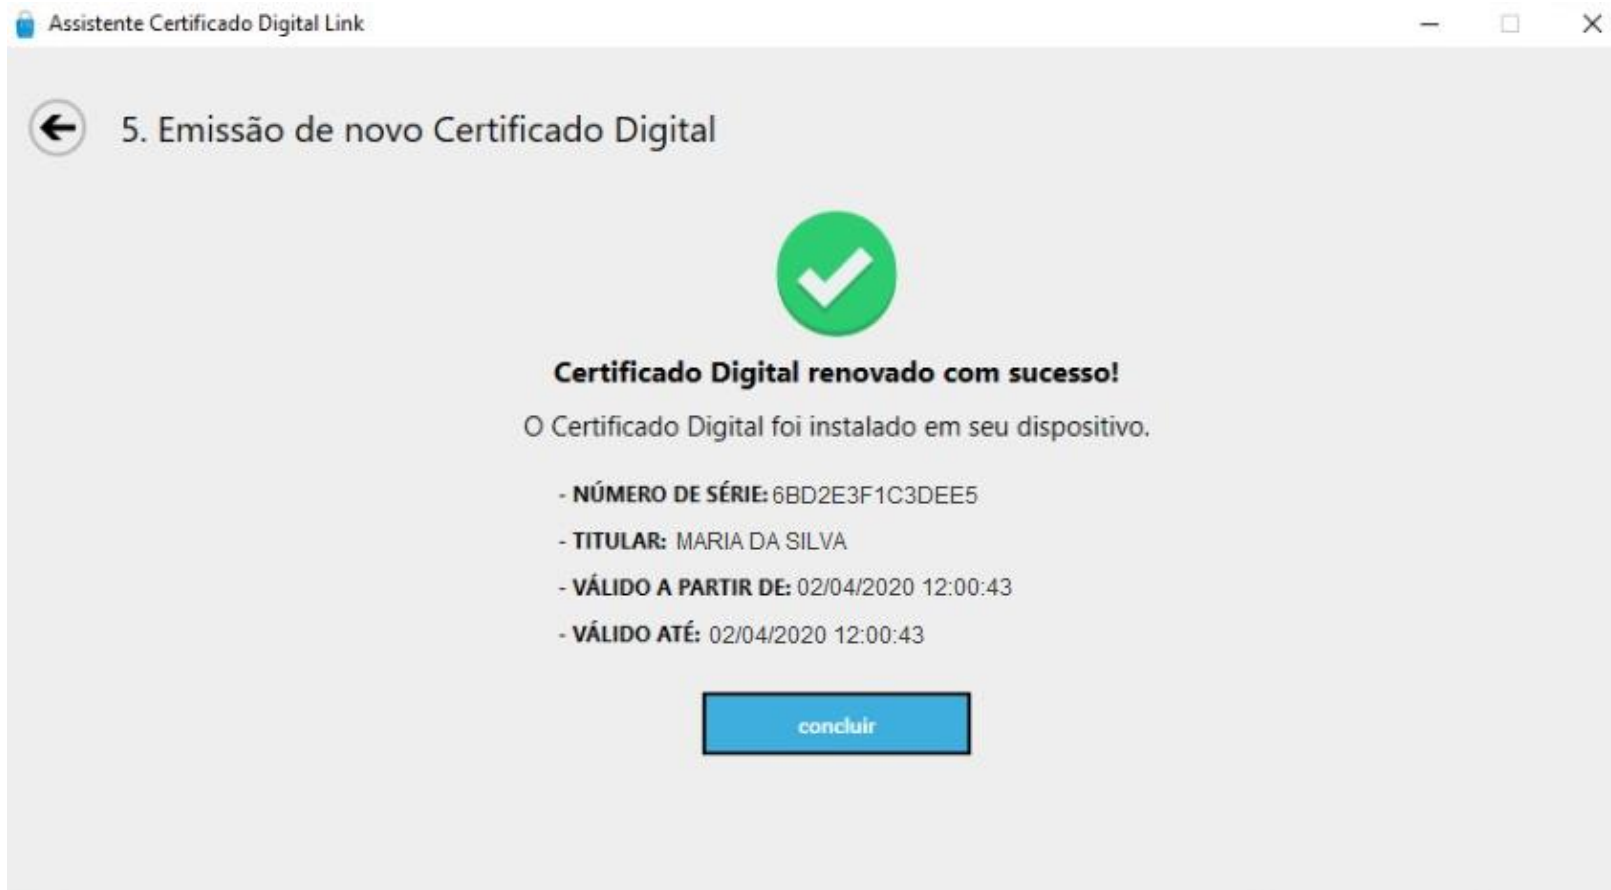 Assistente Certificado Digital Link
5. Emissão de novo Certificado Digital
Certificado Digital renovado com sucesso!
O Certificado Digital foi instalado em seu dispositivo.
- NÚMERO DE SÉRIE: 6BD2E3F1C3DEE5
- TITULAR: MARIA DA SILVA
- VÁLIDO A PARTIR DE: 02/04/2020 12:00:43
- VÁLIDO ATÉ: 02/04/2020 12:00:43
concluir